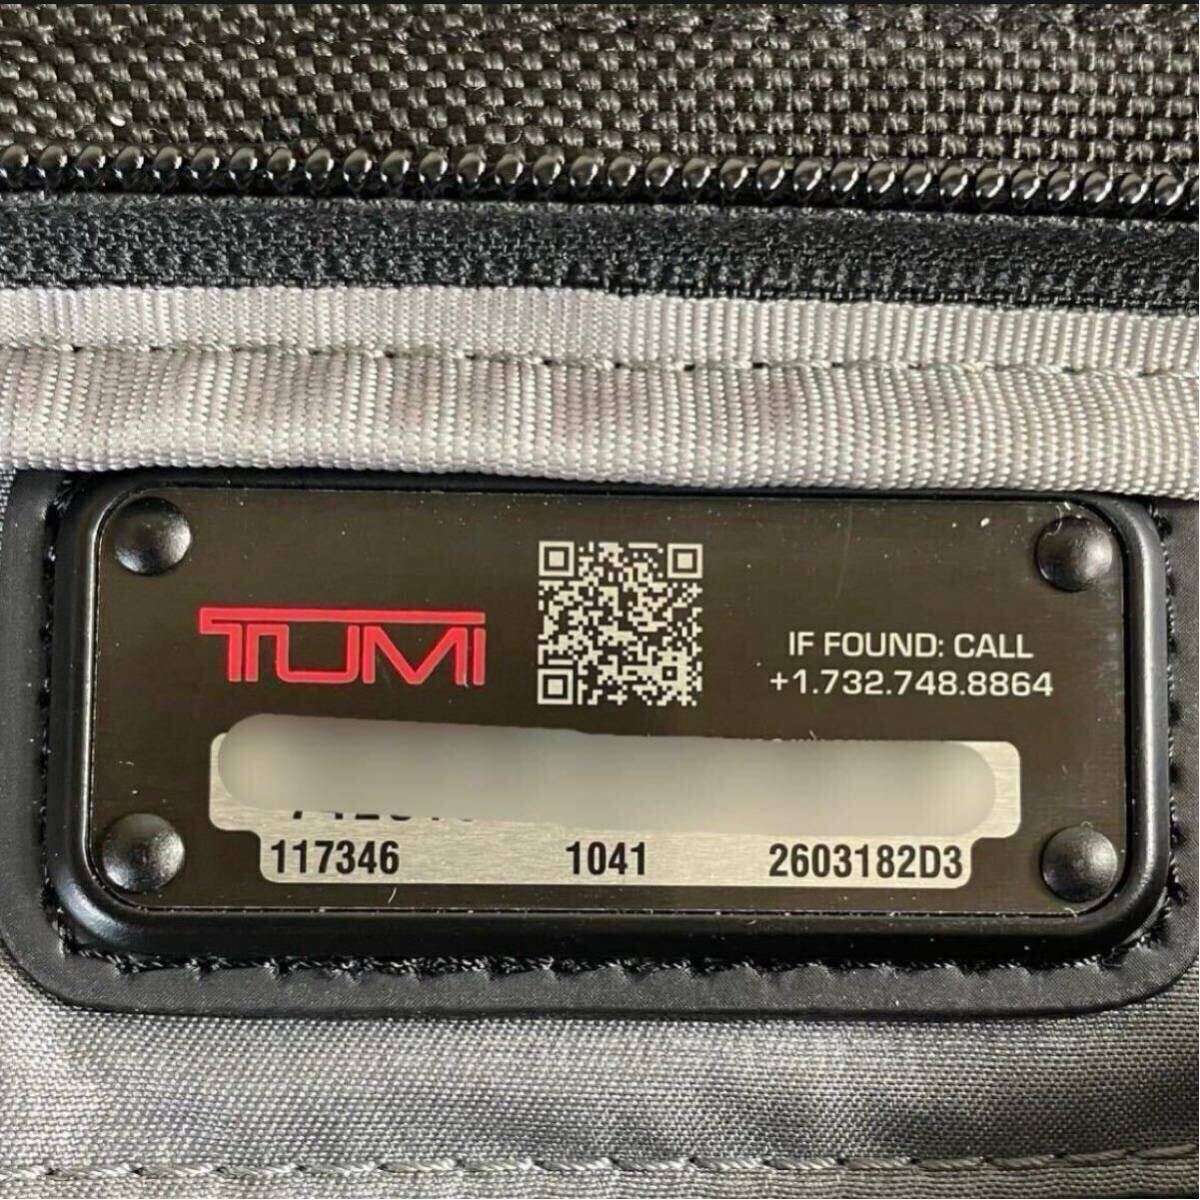 TUMI
IF FOUND: CALL
+1.732.748.8864
117346 1041 2603182D3